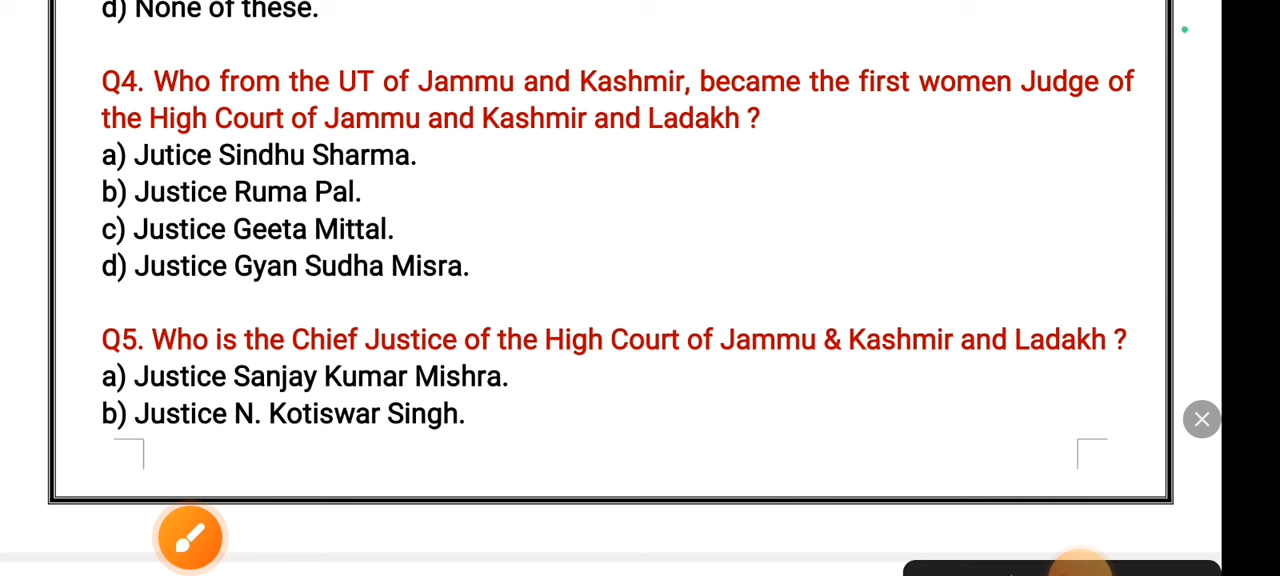 d) None of these.
Q4. Who from the UT of Jammu and Kashmir, became the first women Judge of
the High Court of Jammu and Kashmir and Ladakh ?
a) Jutice Sindhu Sharma.
b) Justice Ruma Pal.
c) Justice Geeta Mittal.
d) Justice Gyan Sudha Misra.
Q5. Who is the Chief Justice of the High Court of Jammu & Kashmir and Ladakh ?
a) Justice Sanjay Kumar Mishra.
b) Justice N. Kotiswar Singh.